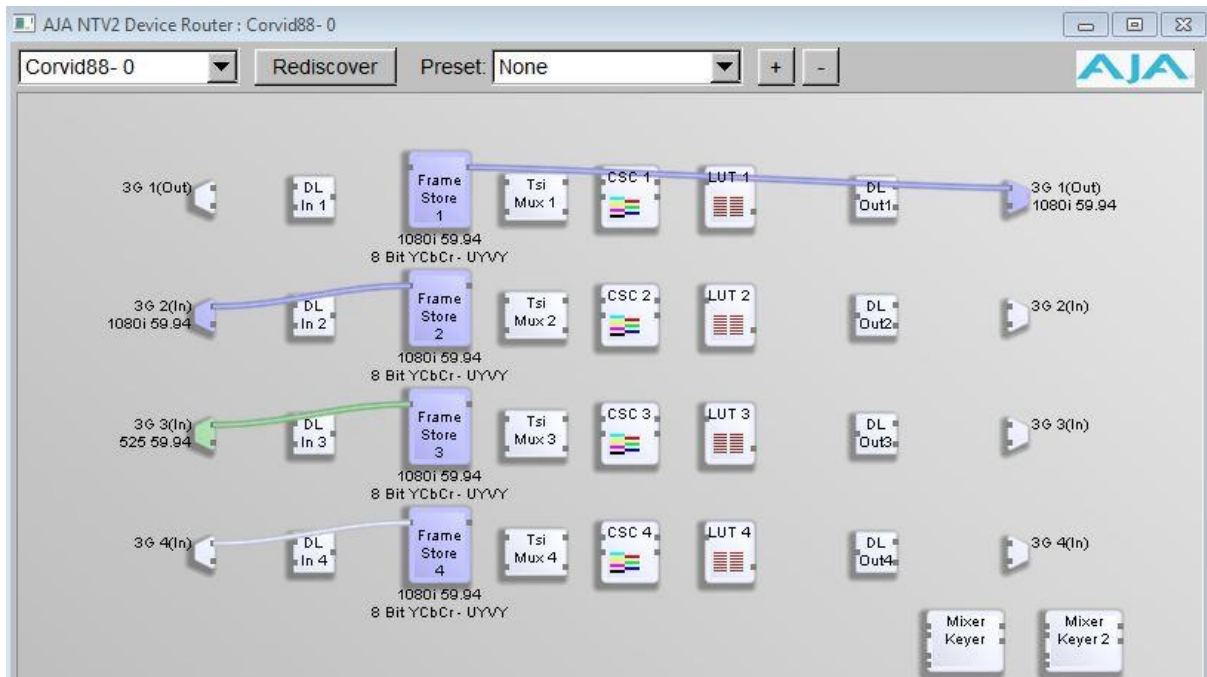 AJA NTV2 Device Router : Corvid88- 0
Corvid88- 0 Rediscover Preset: None + - AJA
3G 1(Out)
DL
In 1
Frame
Store
1
1080i 59.94
8 Bit YCbCr - UYVY
Tsi
Mux 1
CSC 1
LUT 1
DL
Out1
3G 1(Out)
1080i 59.94
3G 2(In)
1080i 59.94
DL
In 2
Frame
Store
2
1080i 59.94
8 Bit YCbCr - UYVY
Tsi
Mux 2
CSC 2
LUT 2
DL
Out2
3G 2(In)
3G 3(In)
525 59.94
DL
In 3
Frame
Store
3
1080i 59.94
8 Bit YCbCr - UYVY
Tsi
Mux 3
CSC 3
LUT 3
DL
Out3
3G 3(In)
3G 4(In)
DL
In 4
Frame
Store
4
1080i 59.94
8 Bit YCbCr - UYVY
Tsi
Mux 4
CSC 4
LUT 4
DL
Out4
3G 4(In)
Mixer
Keyer
Mixer
Keyer 2